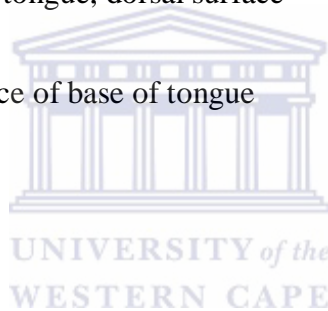 tongue, dorsal surface
ce of base of tongue
UNIVERSITY of the
WESTERN CAPE